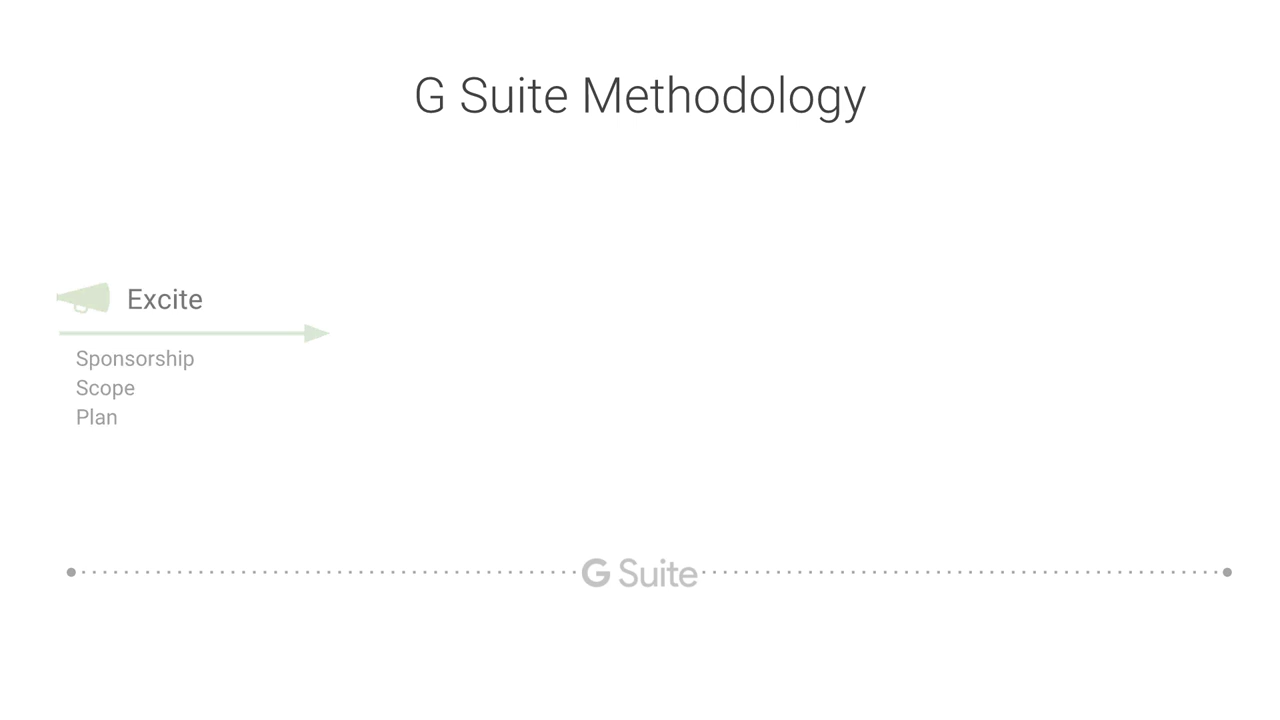 G Suite Methodology
Excite
Sponsorship
Scope
Plan
G Suite